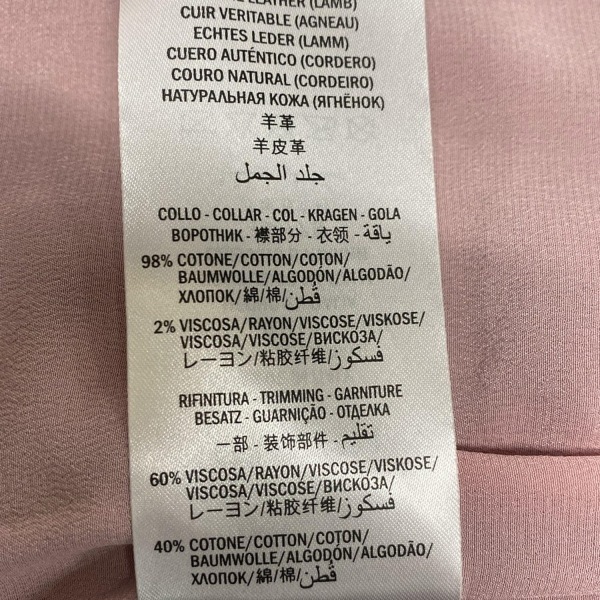 LEATHER (LAMB)
CUIR VERITABLE (AGNEAU)
ECHTES LEDER (LAMM)
CUERO AUTÉNTICO (CORDERO)
COURO NATURAL (CORDEIRO)
НАТУРАЛЬНАЯ КОЖА (ЯГНЁНОК)
羊革
羊皮革
جلد الجمل
COLLO - COLLAR - COL - KRAGEN - GOLA
ВОРОТНИК - 襟部分 - 衣领 - ياقة
98% COTONE/COTTON/COTON/
BAUMWOLLE/ALGODÓN/ALGODÃO/
ХЛОПОК/綿/棉/قُطن
2% VISCOSA/RAYON/VISCOSE/VISKOSE/
VISCOSA/VISCOSE/ВИСКОЗА/
レーヨン/粘胶纤维/فسكوز
RIFINITURA - TRIMMING - GARNITURE
BESATZ - GUARNIÇÃO - ОТДЕЛКА
一部 - 装饰部件 - تقليم
60% VISCOSA/RAYON/VISCOSE/VISKOSE/
VISCOSA/VISCOSE/ВИСКОЗА/
レーヨン/粘胶纤维/فسكوز
40% COTONE/COTTON/COTON/
BAUMWOLLE/ALGODÓN/ALGODÃO/
ХЛОПОК/綿/棉/قُطن